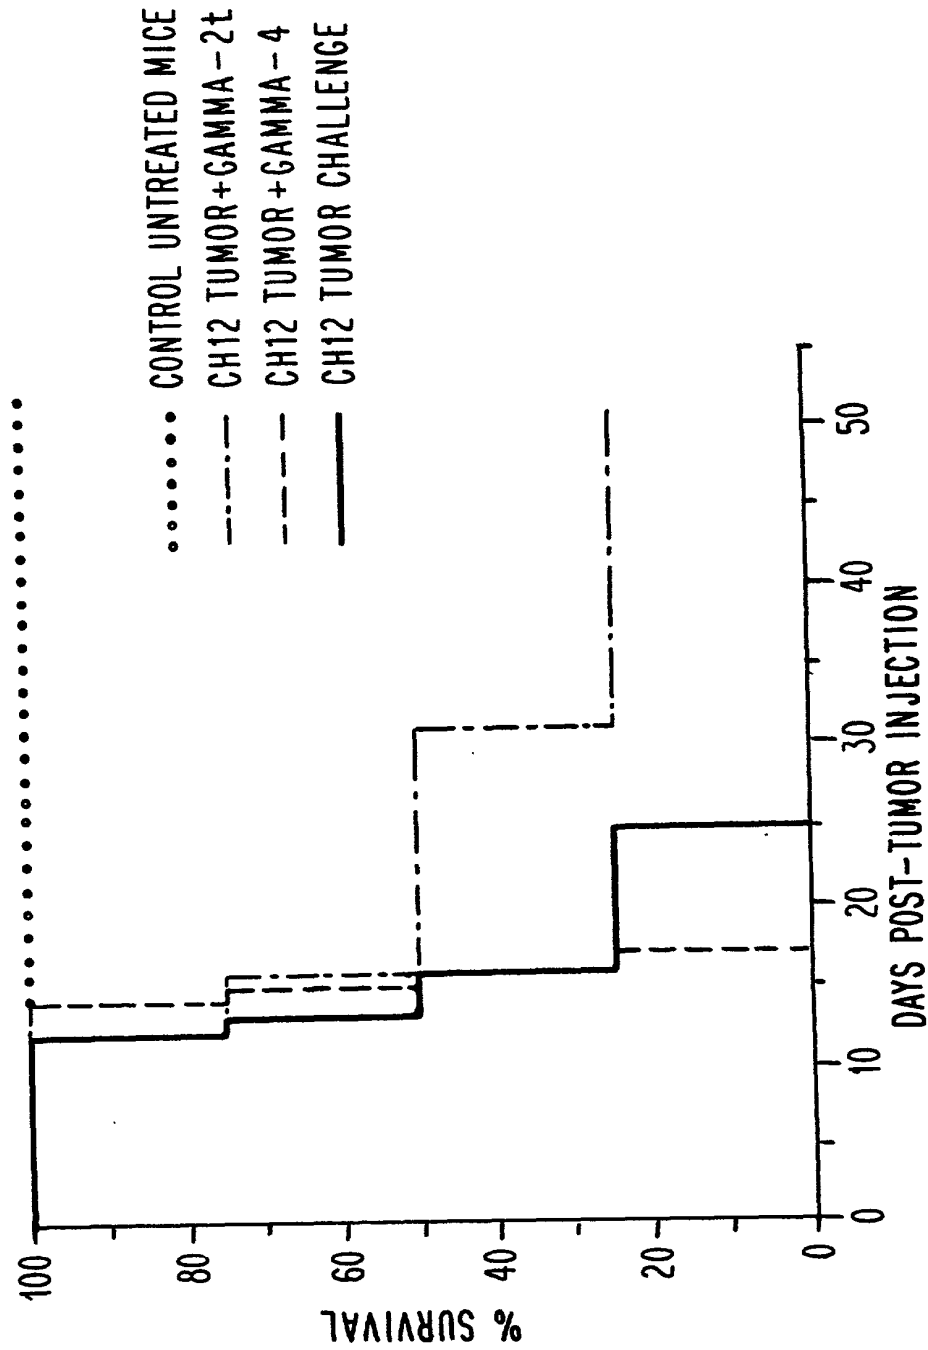 CONTROL UNTREATED MICE
CH12 TUMOR+GAMMA-2t
CH12 TUMOR+GAMMA-4
CH12 TUMOR CHALLENGE
% SURVIVAL
100
80
60
40
20
0
0 10 20 30 40 50
DAYS POST-TUMOR INJECTION